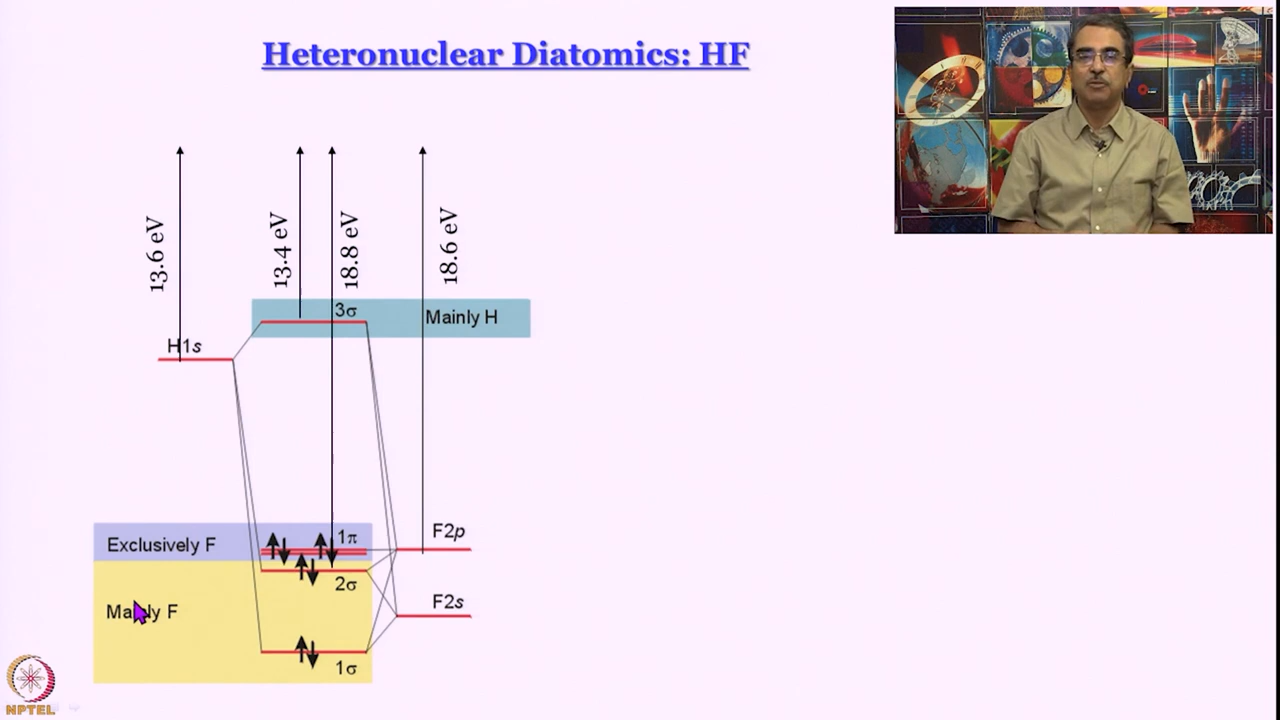 Heteronuclear Diatomics: HF
13.6 eV
13.4 eV
18.8 eV
18.6 eV
3σ
Mainly H
H1s
Exclusively F
1π
F2p
2σ
Mainly F
F2s
1σ
NPTEL